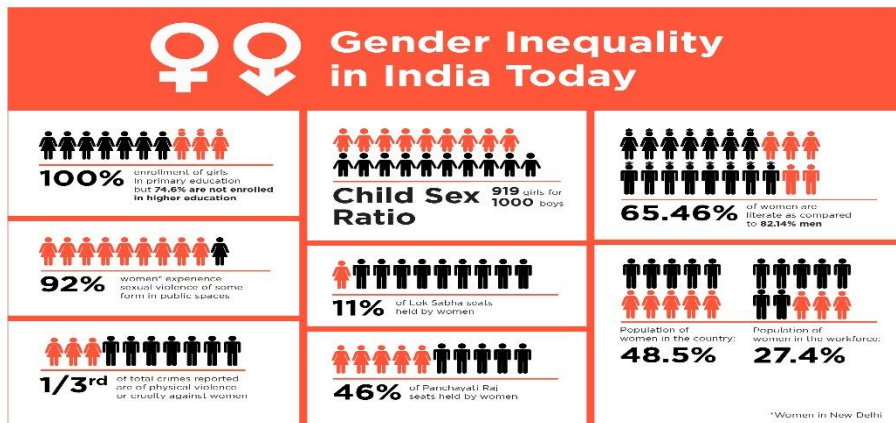 Gender Inequality
in India Today
100%
enrollment of girls
in primary education
but 74.6% are not enrolled
in higher education
92%
women* experience
sexual violence of some
form in public spaces
1/3rd
of total crimes reported
are of physical violence
or cruelty against women
Child Sex
Ratio
919 girls for
1000 boys
11%
of Lok Sabha seats
held by women
46%
of Panchayati Raj
seats held by women
65.46%
of women are
literate as compared
to 82.14% men
Population of
women in the country:
48.5%
Population of
women in the workforce:
27.4%
*Women in New Delhi